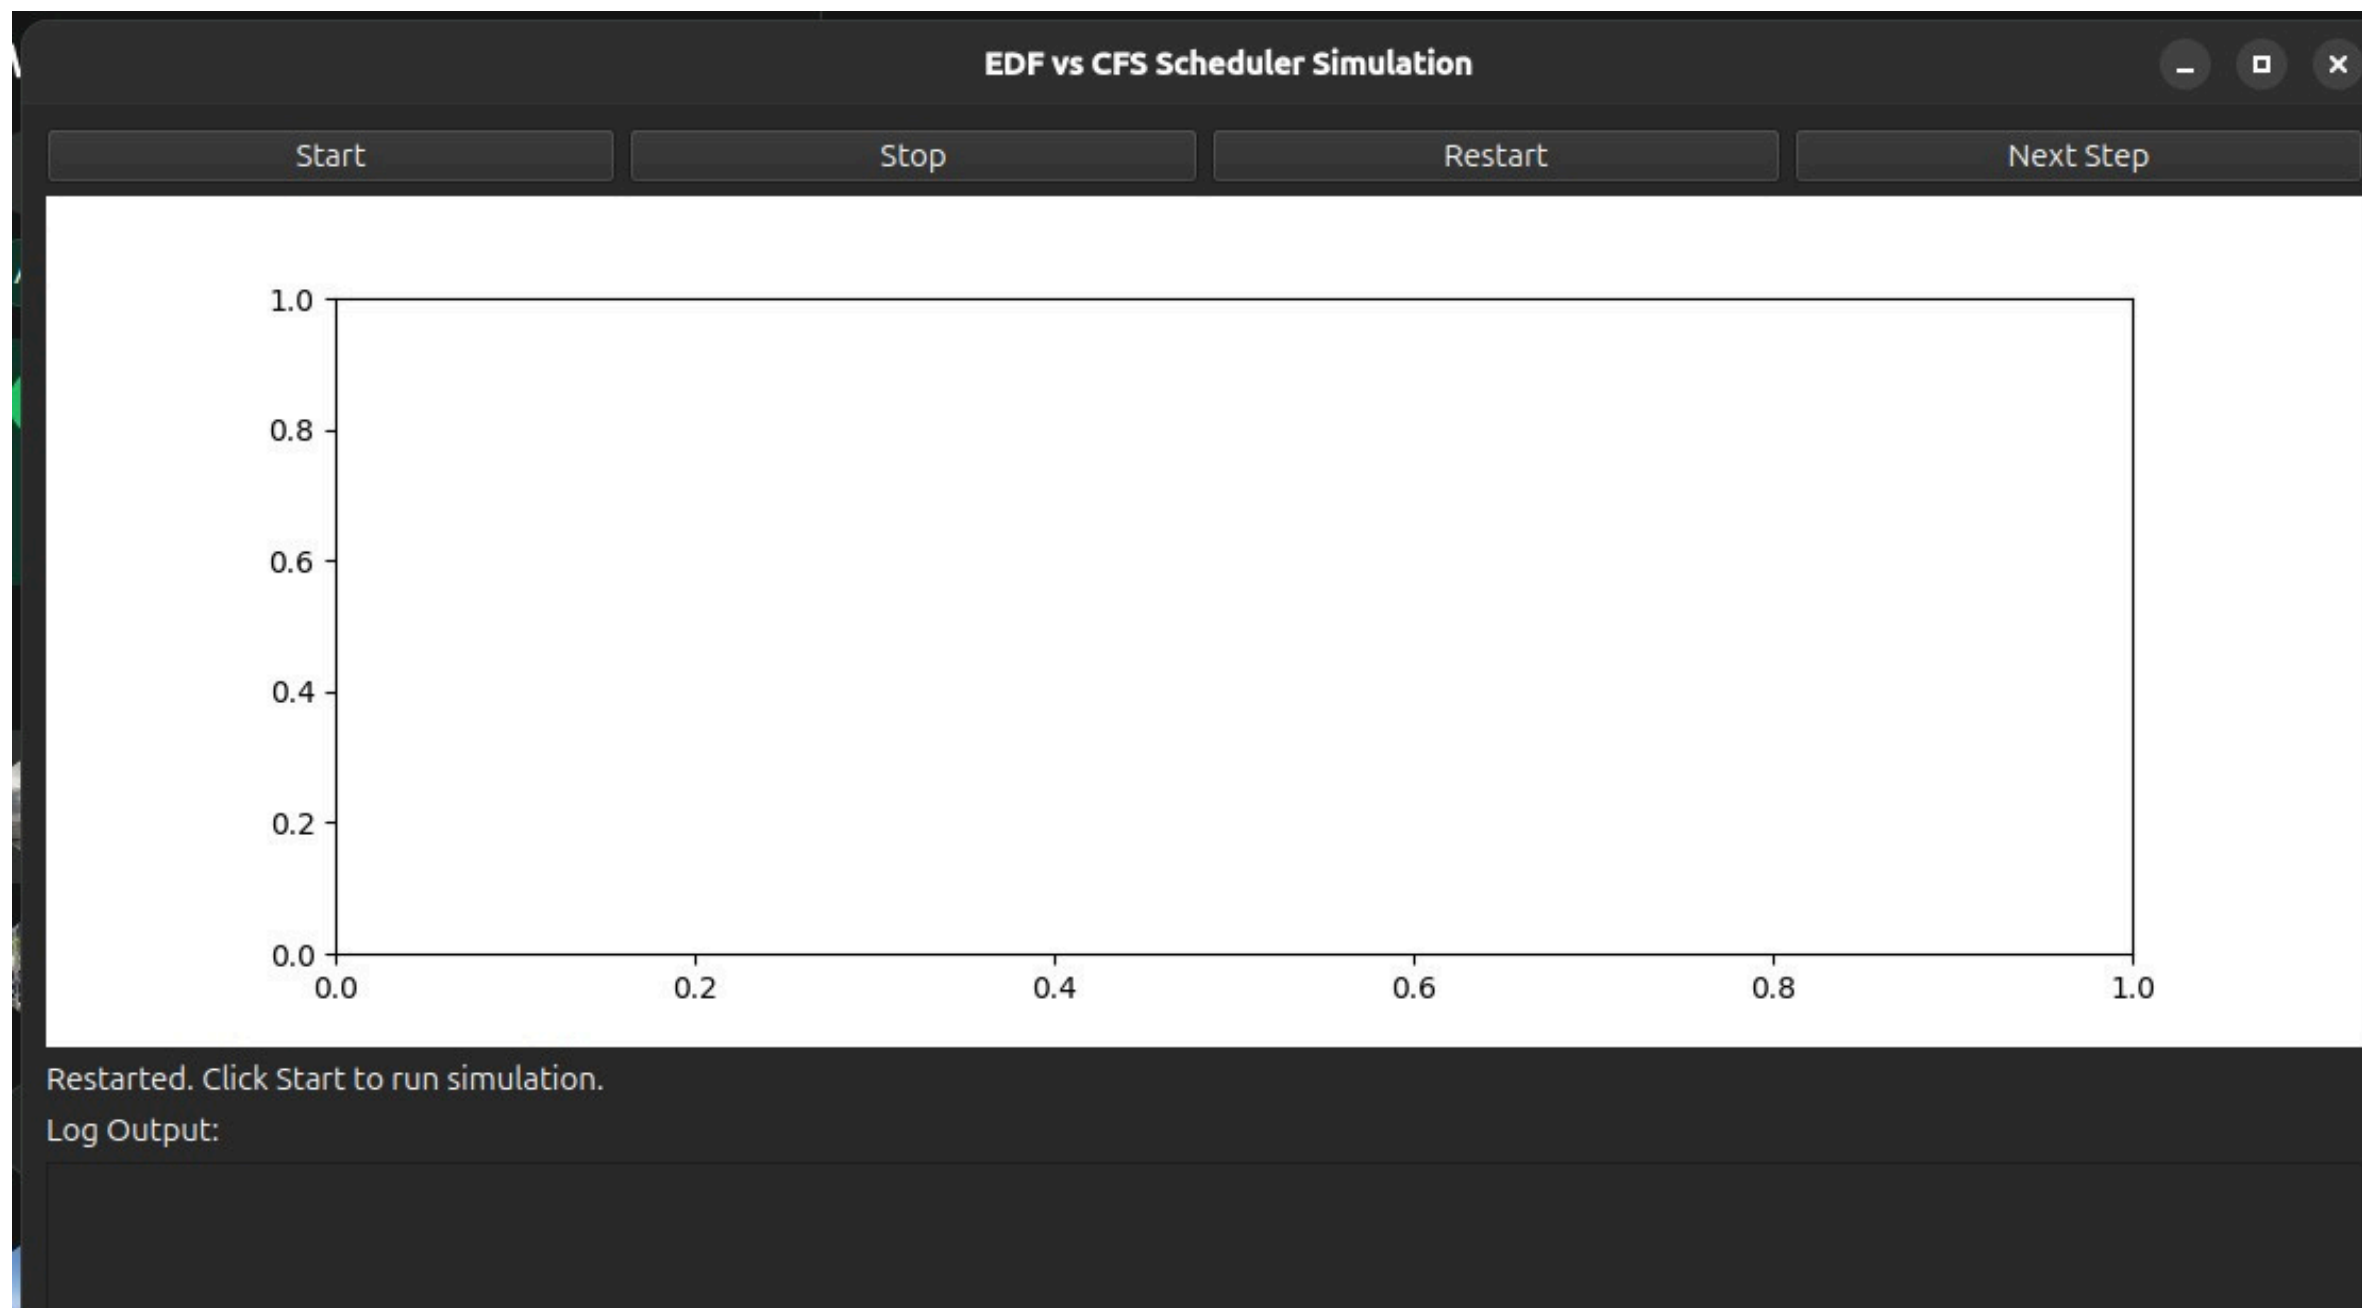 EDF vs CFS Scheduler Simulation
Start Stop Restart Next Step
1.0
0.8
0.6
0.4
0.2
0.0
0.0 0.2 0.4 0.6 0.8 1.0
Restarted. Click Start to run simulation.
Log Output: